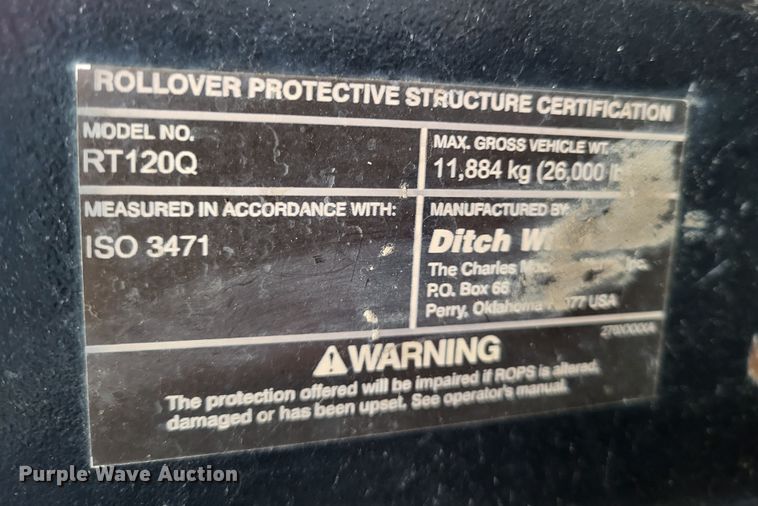 ROLLOVER PROTECTIVE STRUCTURE CERTIFICATION
MODEL NO.
RT120Q
MAX. GROSS VEHICLE WT.
11,884 kg (26,000
MEASURED IN ACCORDANCE WITH:
ISO 3471
MANUFACTURED BY:
Ditch
The Charles
P.O. Box 66
Perry, Oklahoma USA
WARNING
The protection offered will be impaired if ROPS is altered,
damaged or has been upset. See operator's manual.
Purple Wave Auction